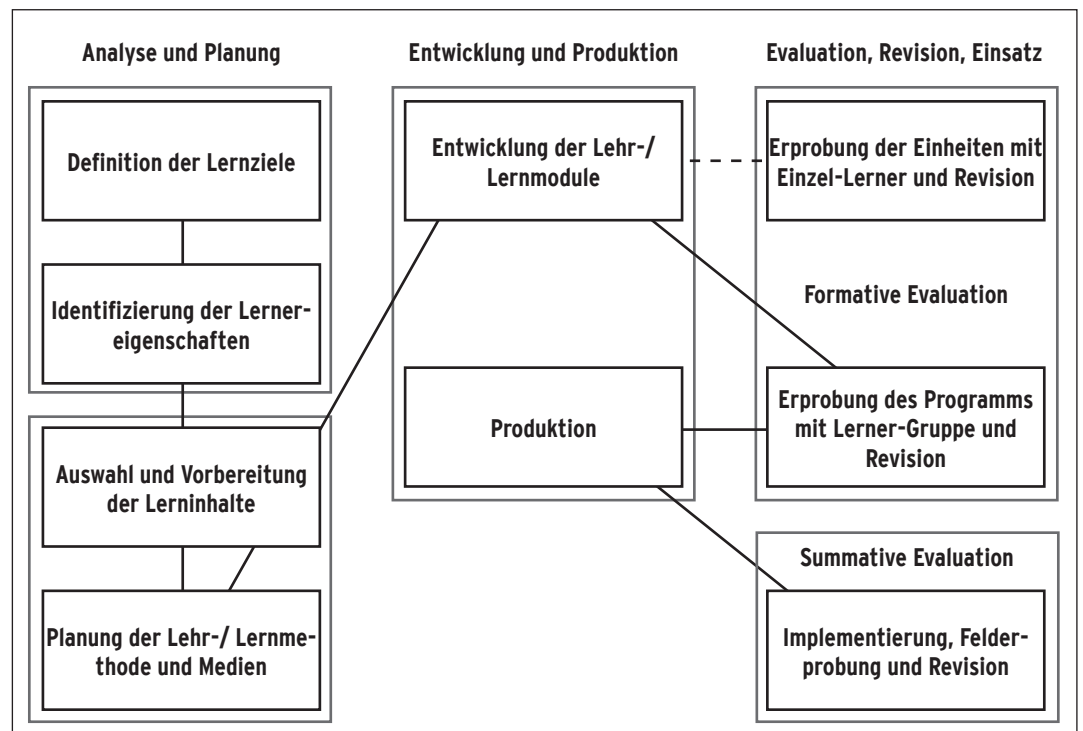 Analyse und Planung
Definition der Lernziele
Identifizierung der Lerner-
eigenschaften
Auswahl und Vorbereitung
der Lerninhalte
Planung der Lehr-/ Lernme-
thode und Medien
Entwicklung und Produktion
Entwicklung der Lehr-/
Lernmodule
Produktion
Evaluation, Revision, Einsatz
Erprobung der Einheiten mit
Einzel-Lerner und Revision
Formative Evaluation
Erprobung des Programms
mit Lerner-Gruppe und
Revision
Summative Evaluation
Implementierung, Felder-
probung und Revision